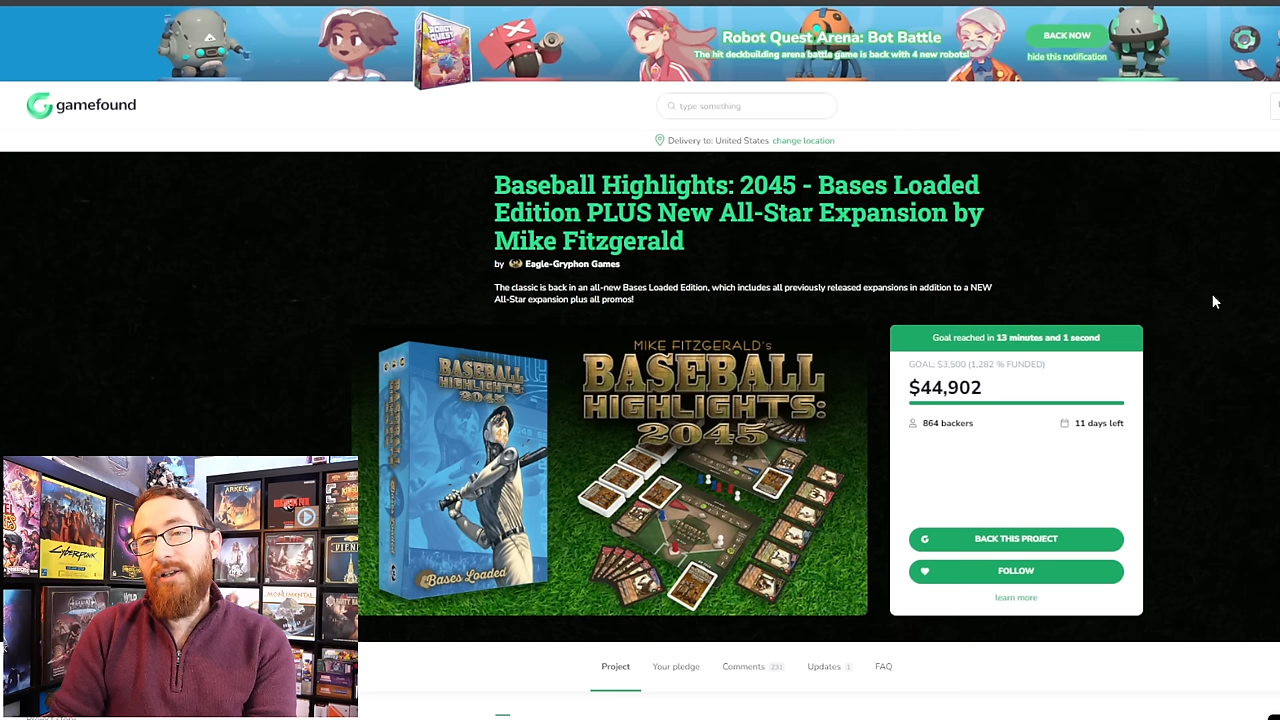 Robot Quest Arena: Bot Battle
The hit deckbuilding arena battle game is back with 4 new robots!
BACK NOW
hide this notification
ROBOT QUEST
gamefound
type something
Delivery to: United States change location
Baseball Highlights: 2045 - Bases Loaded
Edition PLUS New All-Star Expansion by
Mike Fitzgerald
by Eagle-Gryphon Games
The classic is back in an all-new Bases Loaded Edition, which includes all previously released expansions in addition to a NEW
All-Star expansion plus all promos!
BASEBALL
HIGHLIGHTS:
2045
Bases Loaded
MIKE FITZGERALD's
BASEBALL
HIGHLIGHTS:
2045
Goal reached in 13 minutes and 1 second
GOAL: $3,500 (1,282 % FUNDED)
$44,902
864 backers
11 days left
BACK THIS PROJECT
FOLLOW
learn more
ARKEIS
CYBERPUNK
MONUMENTAL
Project
Your pledge
Comments 231
Updates 1
FAQ